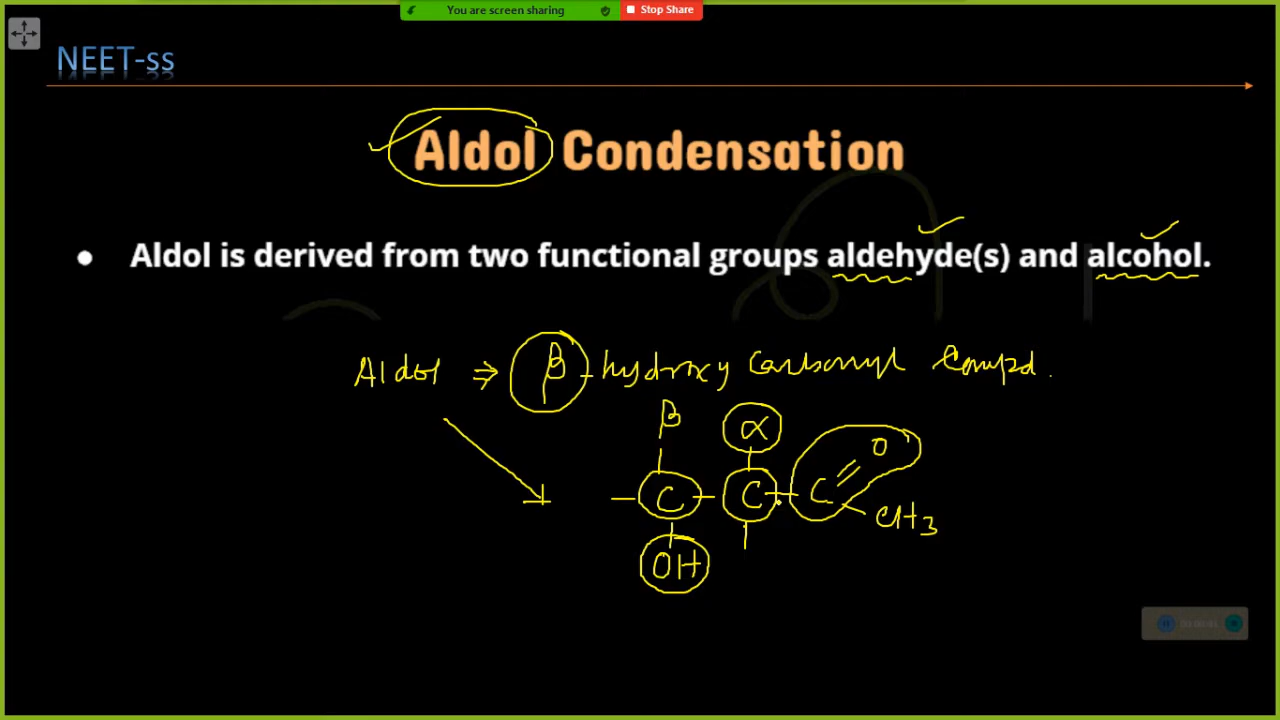 You are screen sharing Stop Share
NEET-ss
Aldol Condensation
• Aldol is derived from two functional groups aldehyde(s) and alcohol.
Aldol ⇒ β-hydroxy Carbonyl Compd.
β α O
- C - C - C =
CH3
OH